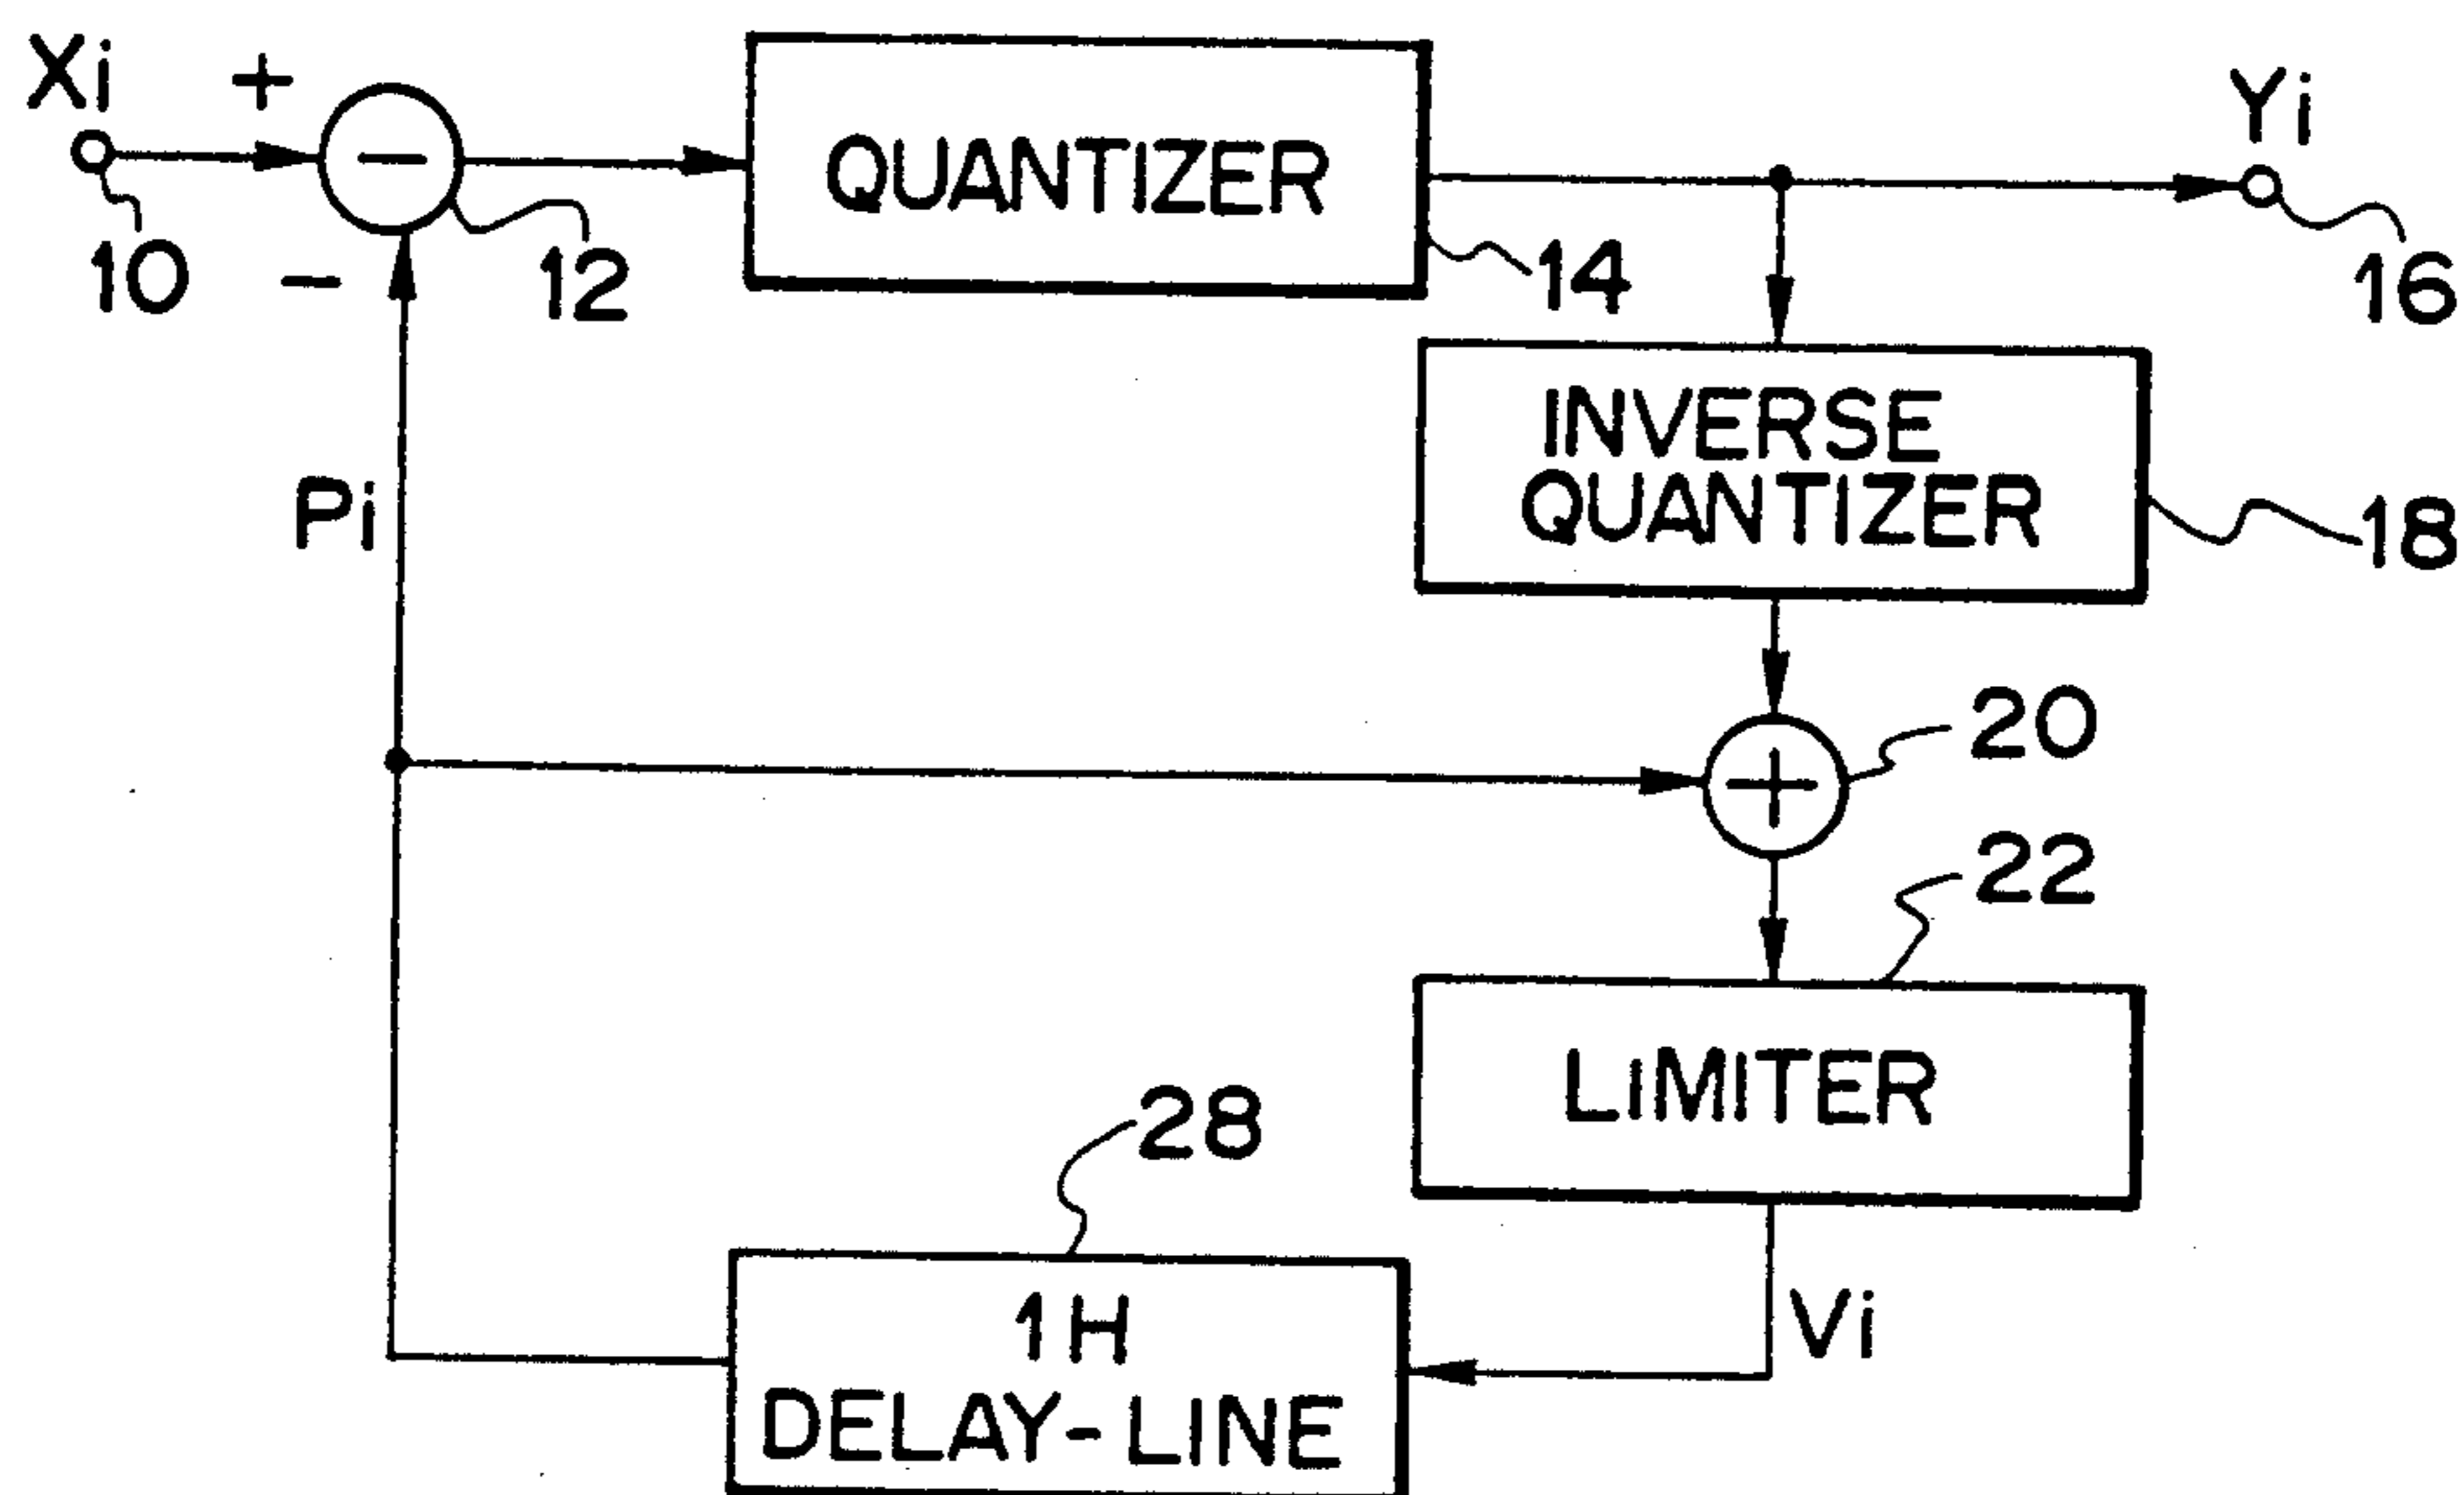 Xi
+
Yi
QUANTIZER
10
-
12
14
16
INVERSE
QUANTIZER
Pi
18
20
22
LIMITER
28
1H
DELAY-LINE
Vi